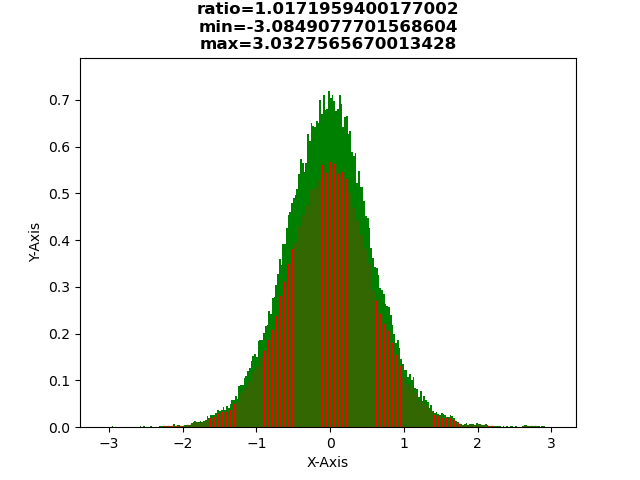 ratio=1.0171959400177002
min=-3.0849077701568604
max=3.0327565670013428
Y-Axis
0.7
0.6
0.5
0.4
0.3
0.2
0.1
0.0
−3 −2 −1 0 1 2 3
X-Axis